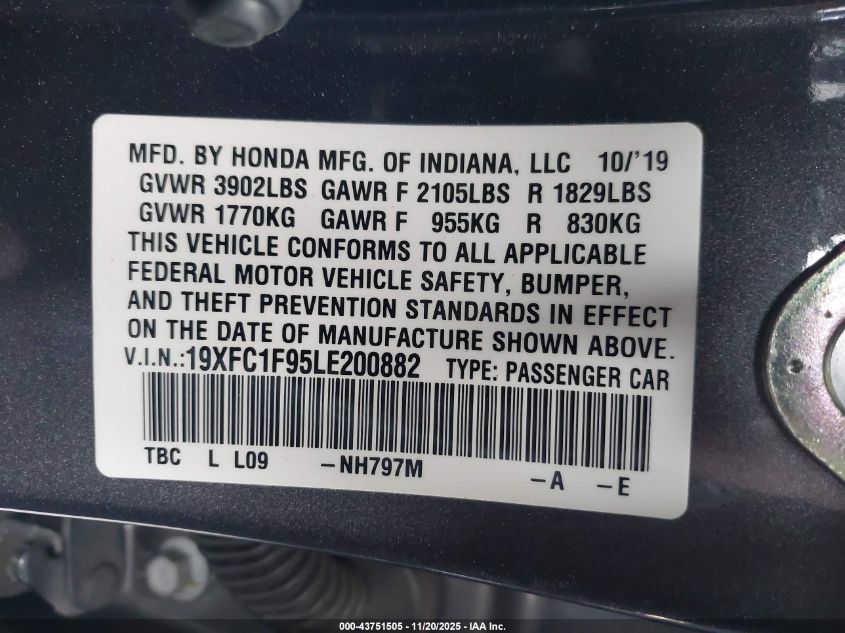 MFD. BY HONDA MFG. OF INDIANA, LLC 10/'19
GVWR 3902LBS GAWR F 2105LBS R 1829LBS
GVWR 1770KG GAWR F 955KG R 830KG
THIS VEHICLE CONFORMS TO ALL APPLICABLE
FEDERAL MOTOR VEHICLE SAFETY, BUMPER,
AND THEFT PREVENTION STANDARDS IN EFFECT
ON THE DATE OF MANUFACTURE SHOWN ABOVE.
V.I.N.:19XFC1F95LE200882 TYPE: PASSENGER CAR
TBC L L09 -NH797M -A -E
000-43751505 - 11/20/2025 - IAA Inc.